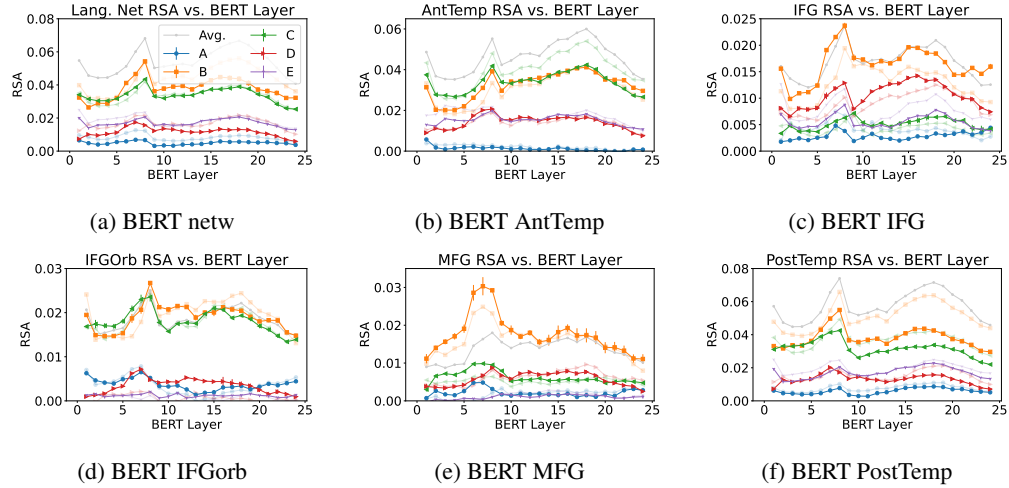 Lang. Net RSA vs. BERT Layer
AntTemp RSA vs. BERT Layer
IFG RSA vs. BERT Layer
RSA
0.08
0.06
0.04
0.02
0.00
0 5 10 15 20 25
BERT Layer
Avg.
A
B
C
D
E
RSA
0.06
0.04
0.02
0.00
0 5 10 15 20 25
BERT Layer
RSA
0.025
0.020
0.015
0.010
0.005
0.000
0 5 10 15 20 25
BERT Layer
(a) BERT netw
(b) BERT AntTemp
(c) BERT IFG
IFGOrb RSA vs. BERT Layer
MFG RSA vs. BERT Layer
PostTemp RSA vs. BERT Layer
RSA
0.03
0.02
0.01
0.00
0 5 10 15 20 25
BERT Layer
RSA
0.03
0.02
0.01
0.00
0 5 10 15 20 25
BERT Layer
RSA
0.08
0.06
0.04
0.02
0.00
0 5 10 15 20 25
BERT Layer
(d) BERT IFGorb
(e) BERT MFG
(f) BERT PostTemp